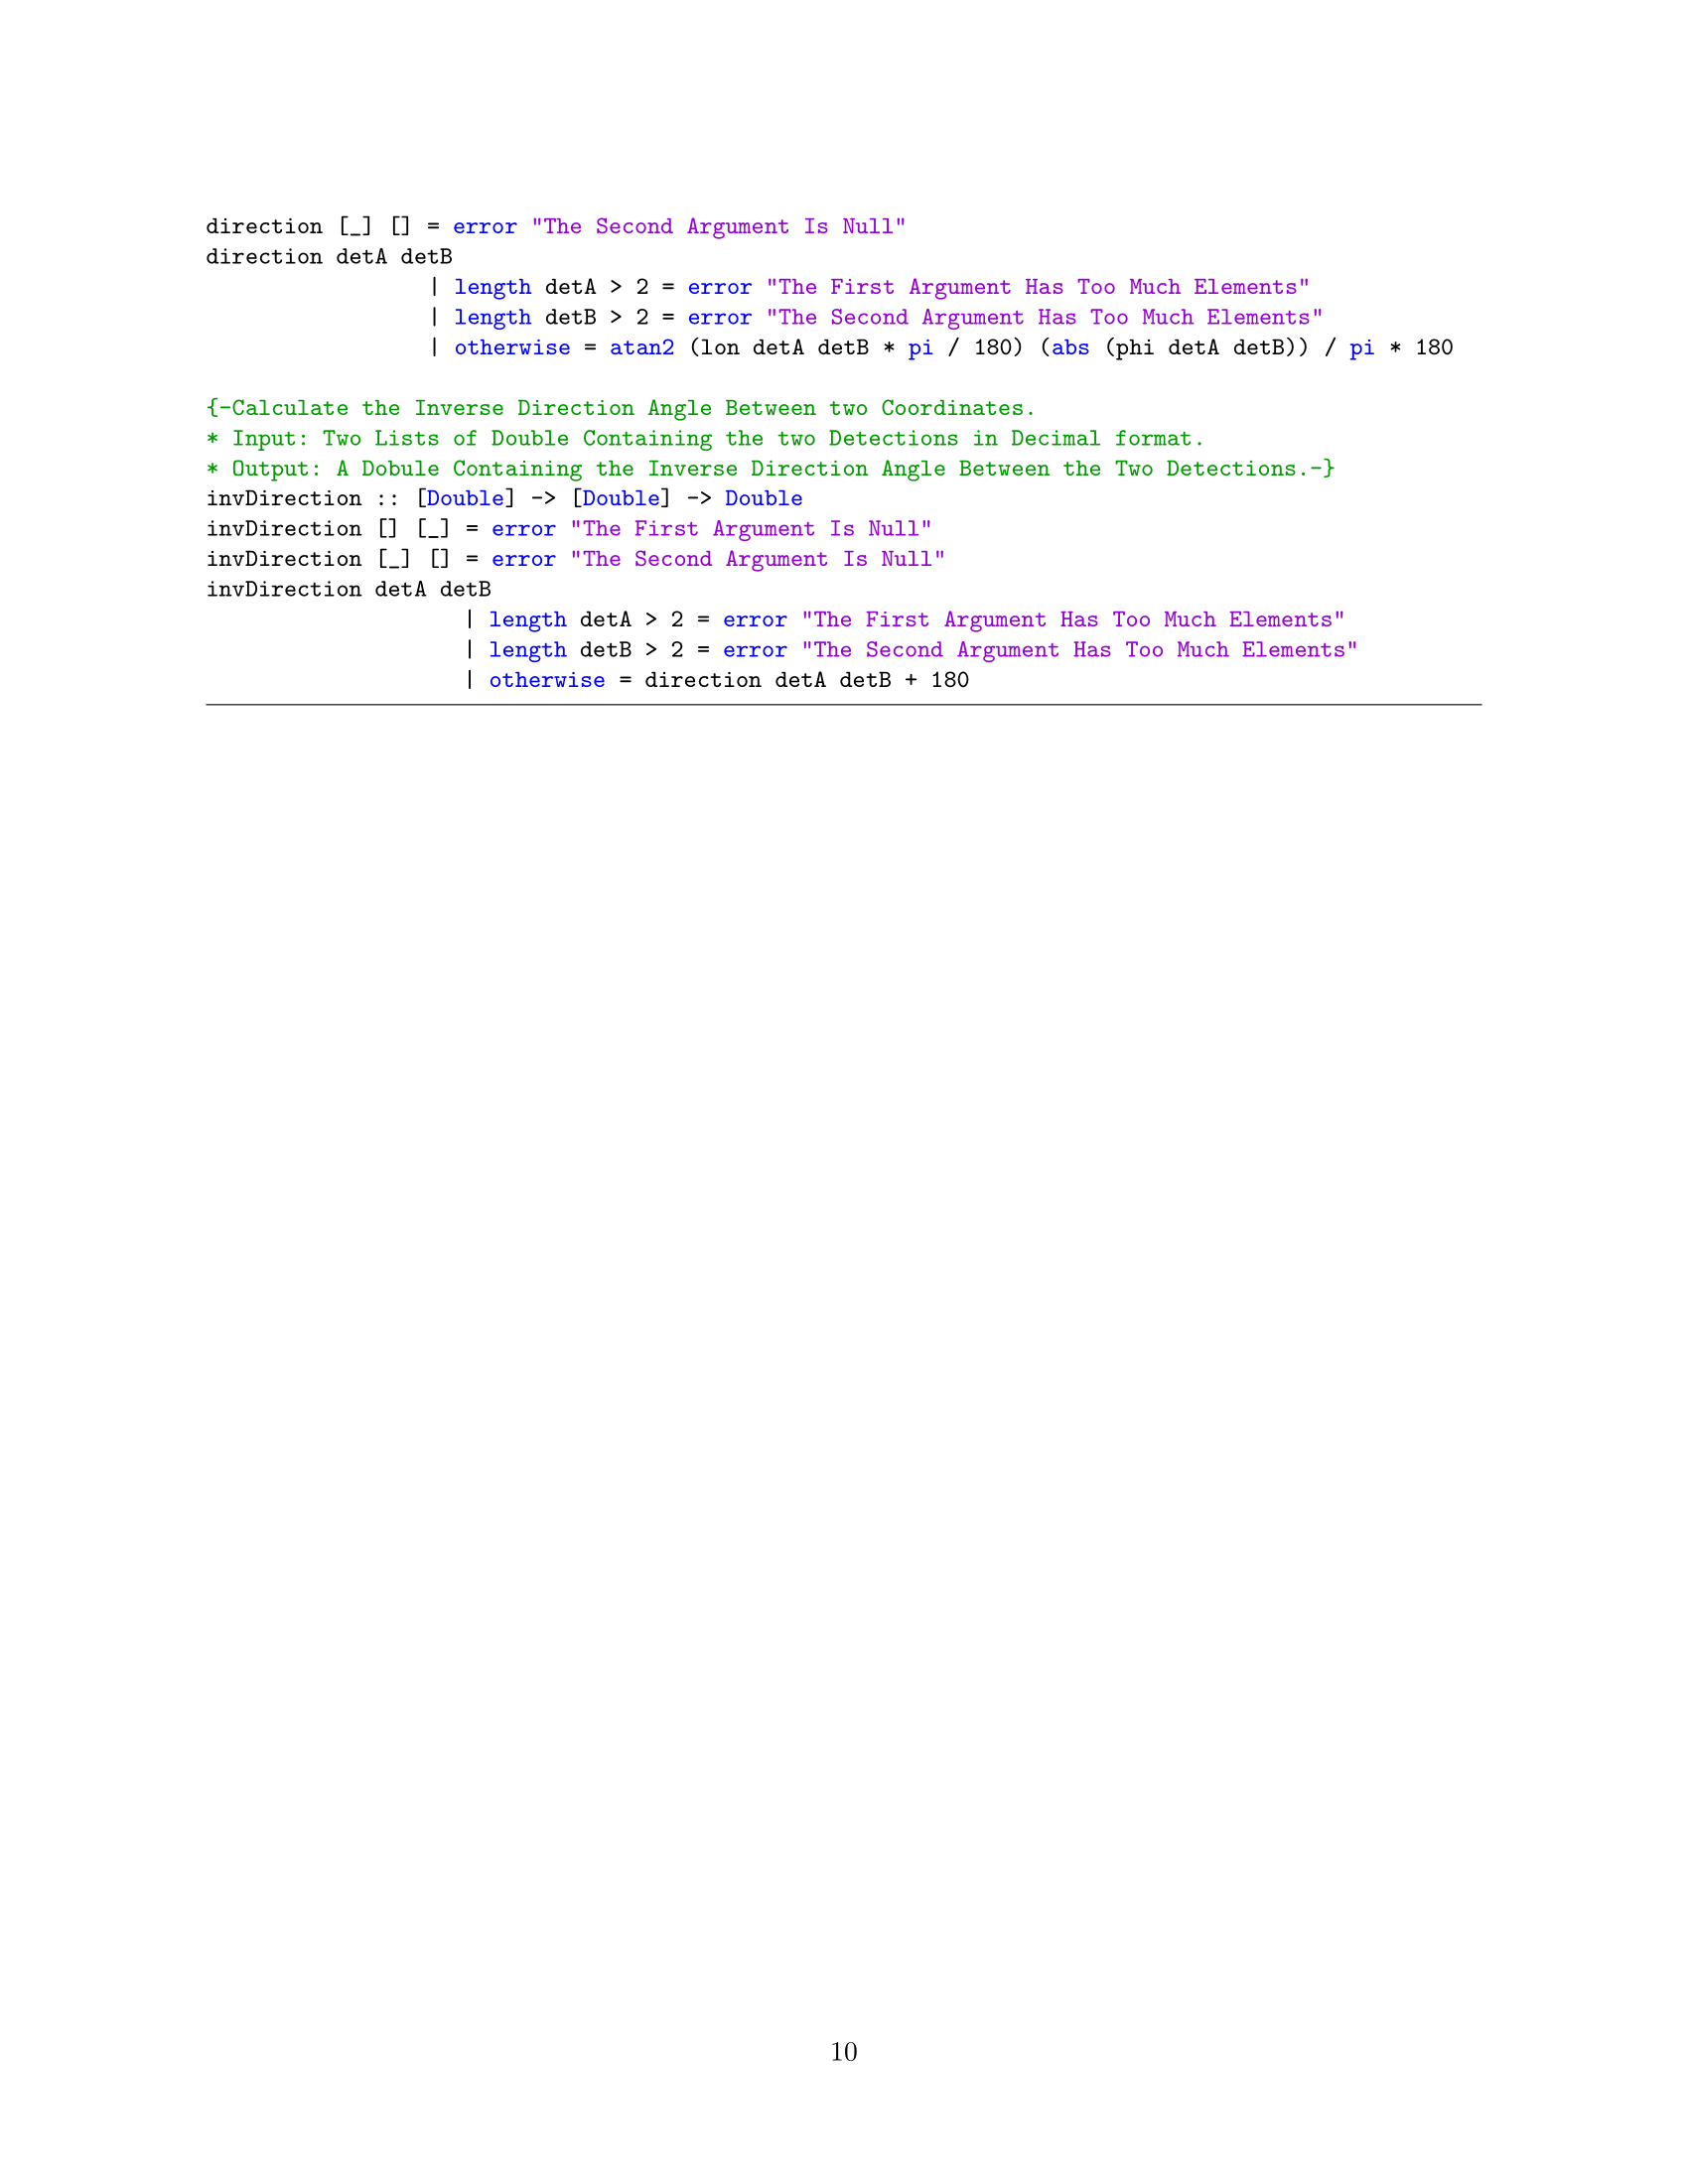 direction [_] [] = error "The Second Argument Is Null"
direction detA detB
| length detA > 2 = error "The First Argument Has Too Much Elements"
| length detB > 2 = error "The Second Argument Has Too Much Elements"
| otherwise = atan2 (lon detA detB * pi / 180) (abs (phi detA detB)) / pi * 180
{-Calculate the Inverse Direction Angle Between two Coordinates.
* Input: Two Lists of Double Containing the two Detections in Decimal format.
* Output: A Dobule Containing the Inverse Direction Angle Between the Two Detections.-}
invDirection :: [Double] -> [Double] -> Double
invDirection [] [_] = error "The First Argument Is Null"
invDirection [_] [] = error "The Second Argument Is Null"
invDirection detA detB
| length detA > 2 = error "The First Argument Has Too Much Elements"
| length detB > 2 = error "The Second Argument Has Too Much Elements"
| otherwise = direction detA detB + 180
10